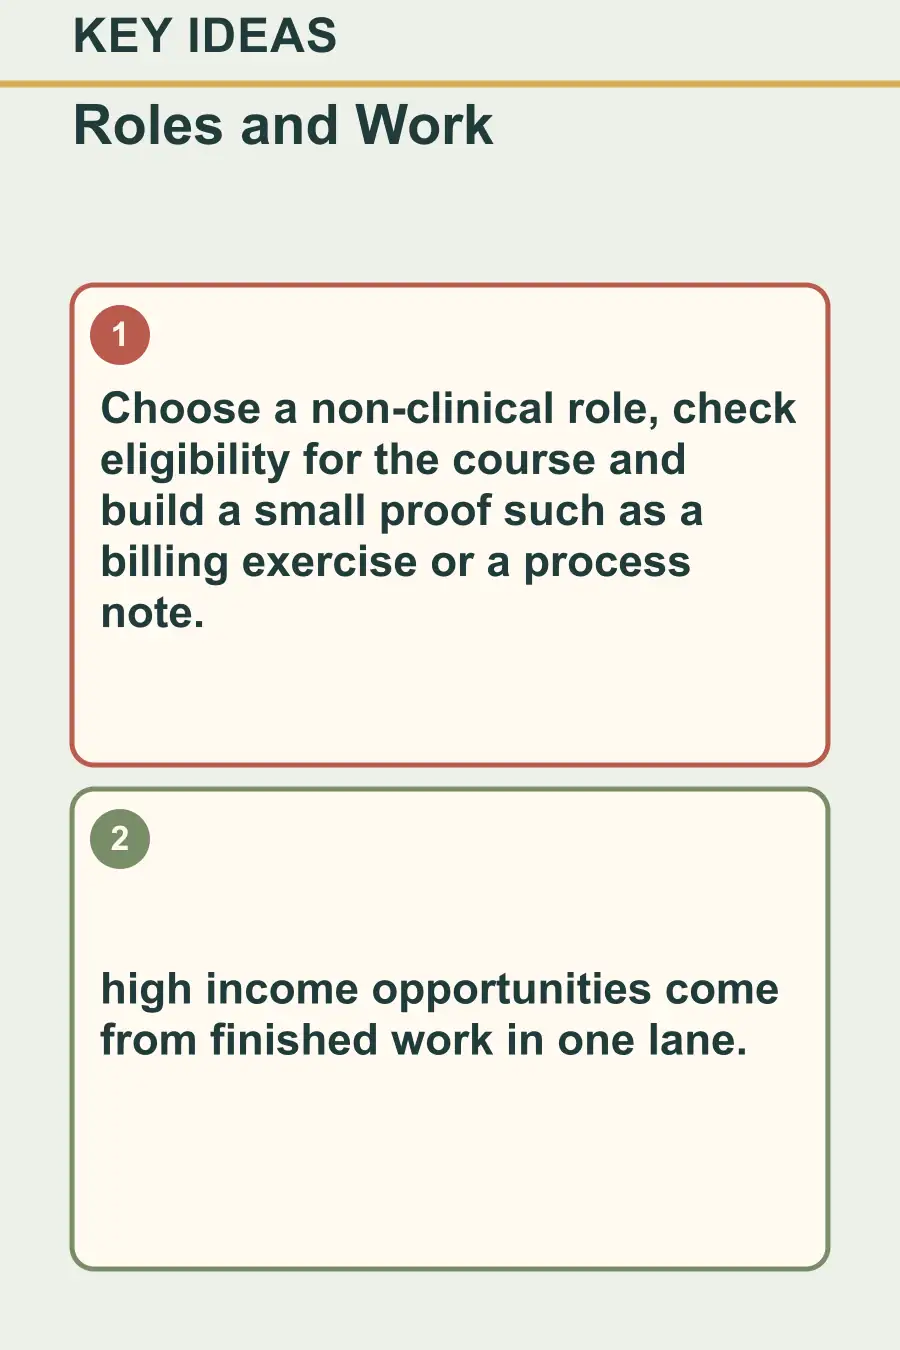 KEY IDEAS
Roles and Work
1
Choose a non-clinical role, check
eligibility for the course and
build a small proof such as a
billing exercise or a process
note.
2
high income opportunities come
from finished work in one lane.